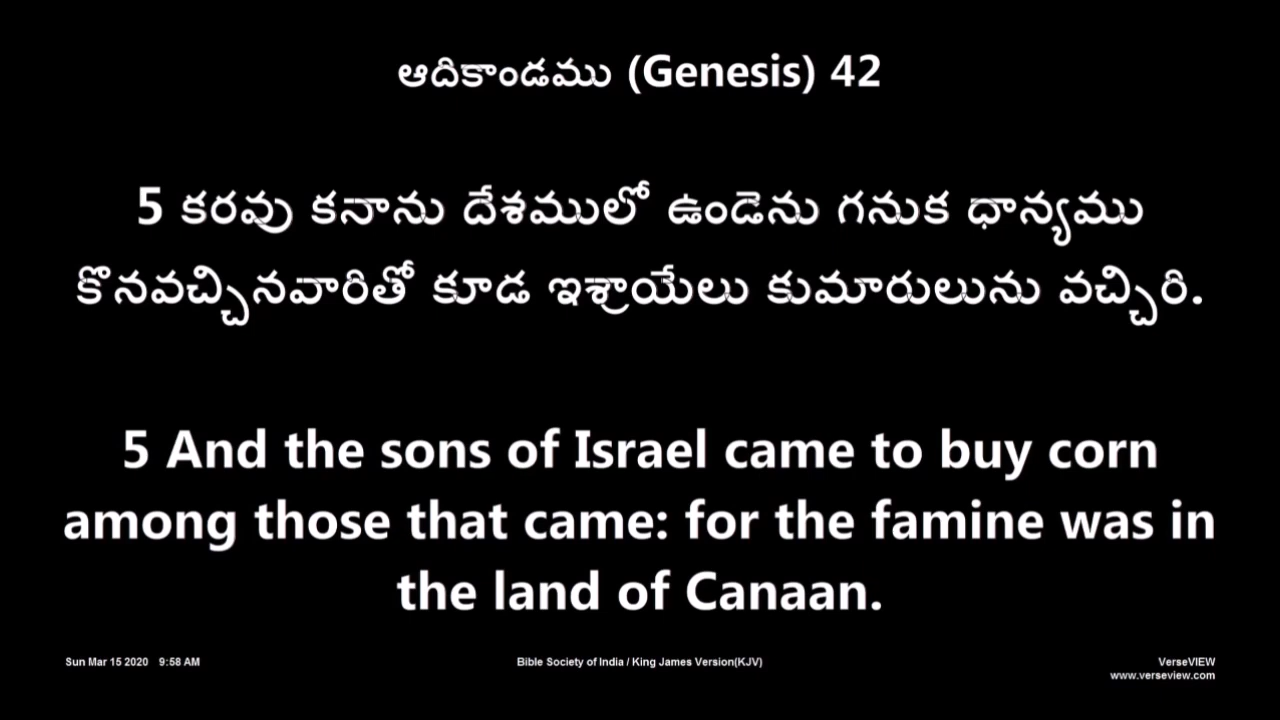 ఆదికాండము (Genesis) 42
5 కరవు కనాను దేశములో ఉండెను గనుక ధాన్యము
కొనవచ్చినవారితో కూడ ఇశ్రాయేలు కుమారులును వచ్చిరి.
5 And the sons of Israel came to buy corn
among those that came: for the famine was in
the land of Canaan.
Sun Mar 15 2020 9:58 AM
Bible Society of India / King James Version(KJV)
VerseVIEW
www.verseview.com